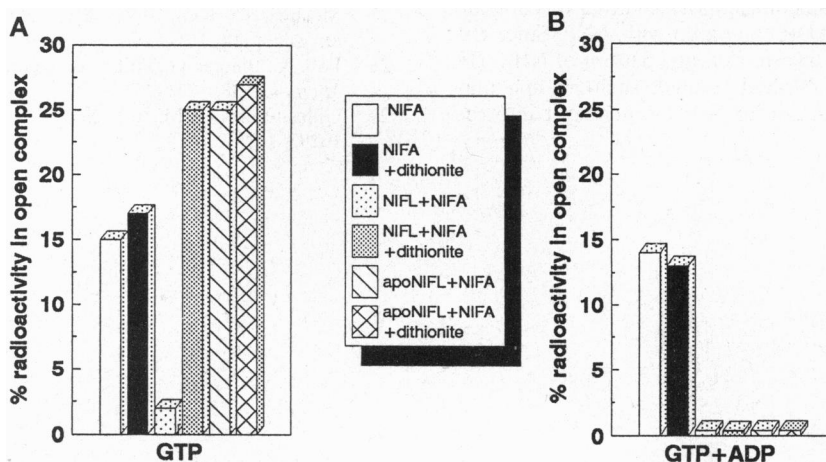 A
30
25
20
15
10
5
0
% radioactivity in open complex
GTP
NIFA
NIFA
+dithionite
NIFL+NIFA
NIFL+NIFA
+dithionite
apoNIFL+NIFA
apoNIFL+NIFA
+dithionite
B
30
25
20
15
10
5
0
% radioactivity in open complex
GTP+ADP